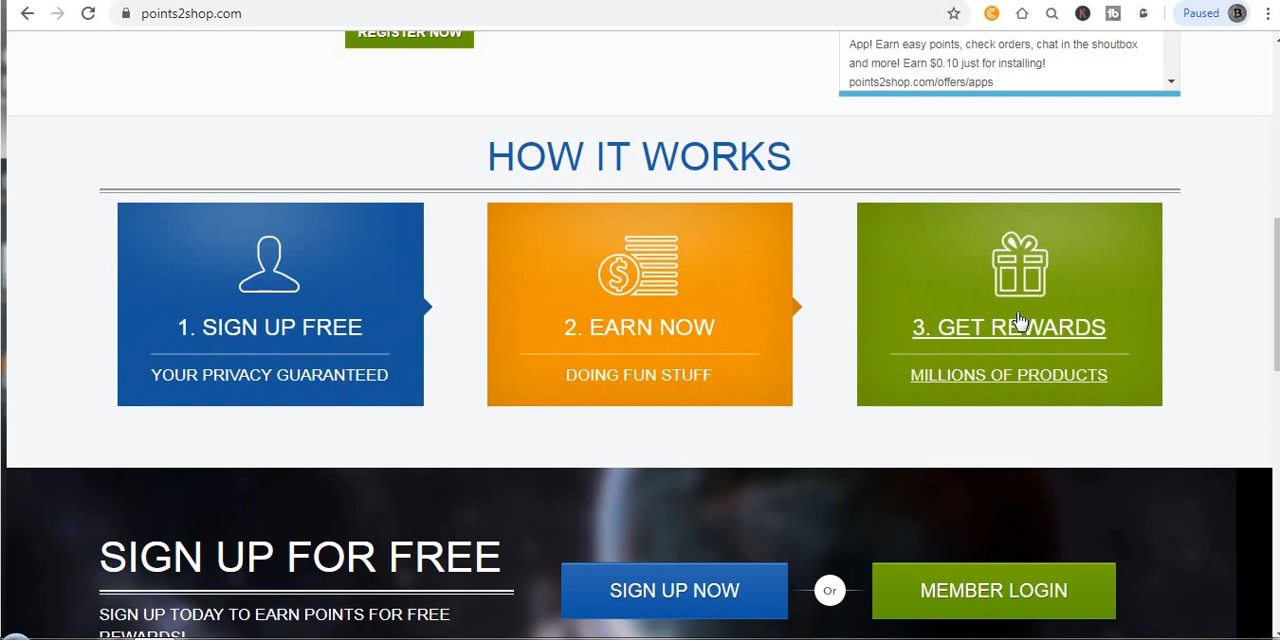 points2shop.com
Paused
B
K
tb
REGISTER NOW
App! Earn easy points, check orders, chat in the shoutbox
and more! Earn $0.10 just for installing!
points2shop.com/offers/apps
HOW IT WORKS
$
1. SIGN UP FREE
YOUR PRIVACY GUARANTEED
2. EARN NOW
DOING FUN STUFF
3. GET REWARDS
MILLIONS OF PRODUCTS
SIGN UP FOR FREE
SIGN UP TODAY TO EARN POINTS FOR FREE
REWARDS!
SIGN UP NOW
Or
MEMBER LOGIN